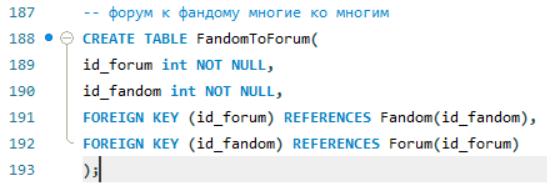 187 -- форум к фандому многие ко многим
188 CREATE TABLE FandomToForum(
189 id_forum int NOT NULL,
190 id_fandom int NOT NULL,
191 FOREIGN KEY (id_forum) REFERENCES Fandom(id_fandom),
192 FOREIGN KEY (id_fandom) REFERENCES Forum(id_forum)
193 );